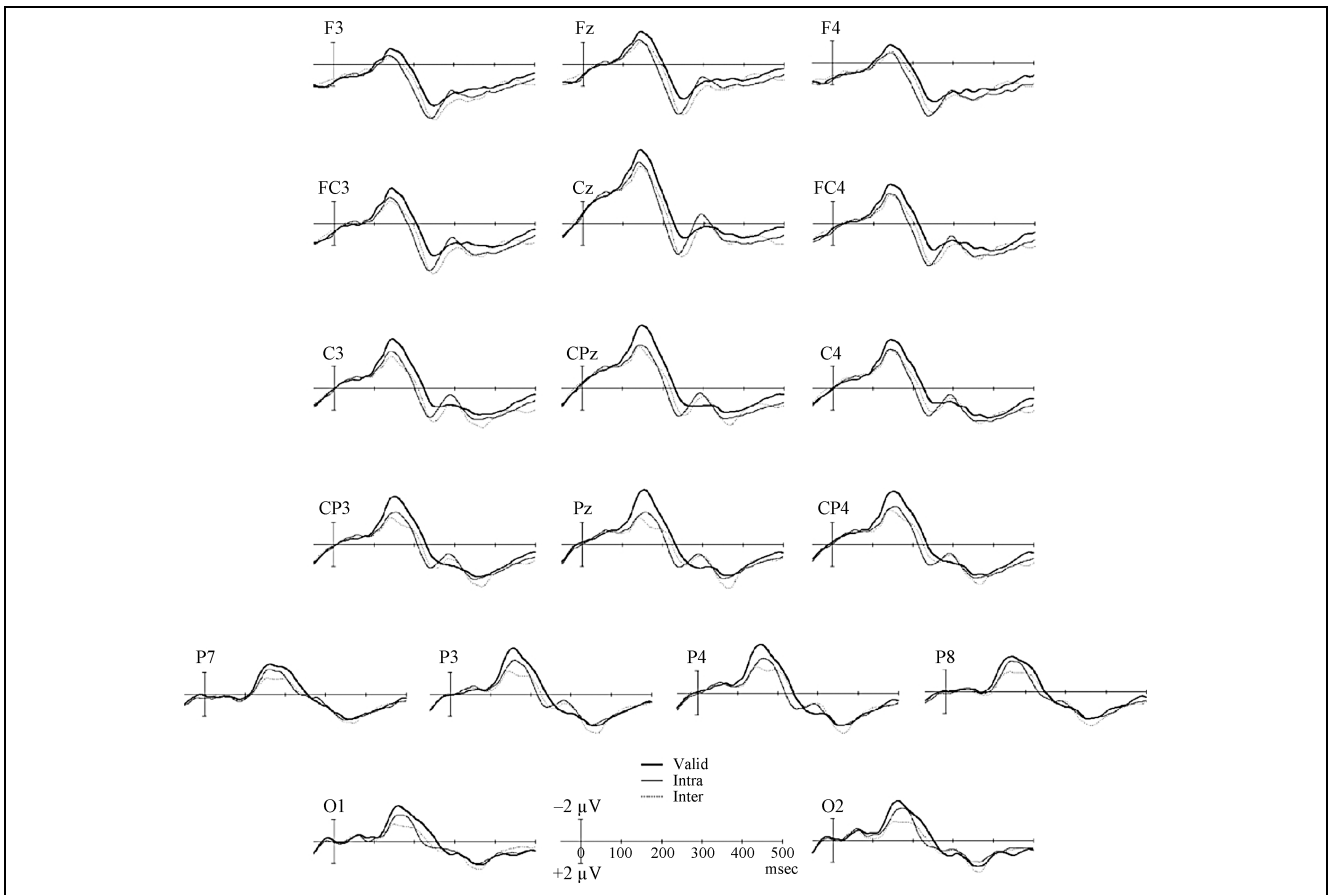 F3 Fz F4
FC3 Cz FC4
C3 CPz C4
CP3 Pz CP4
P7 P3 P4 P8
Valid
Intra
Inter
O1 –2 µV O2
0 100 200 300 400 500
+2 µV msec